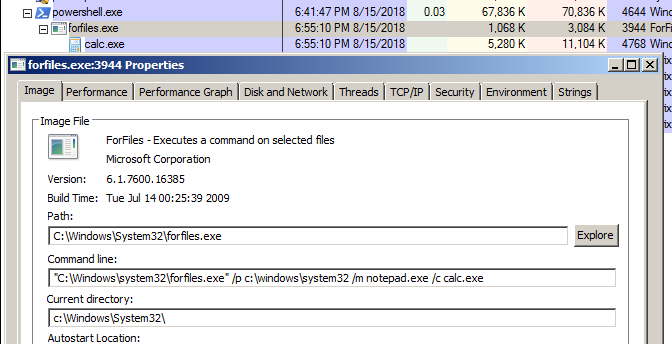 powershell.exe 6:41:47 PM 8/15/2018 0.03 67,836 K 70,836 K 4644 Win
forfiles.exe 6:55:10 PM 8/15/2018 1,068 K 3,084 K 3944 ForF
calc.exe 6:55:10 PM 8/15/2018 5,280 K 11,104 K 4768 Win
forfiles.exe:3944 Properties
Image Performance Performance Graph Disk and Network Threads TCP/IP Security Environment Strings
Image File
ForFiles - Executes a command on selected files
Microsoft Corporation
Version: 6.1.7600.16385
Build Time: Tue Jul 14 00:25:39 2009
Path:
C:\Windows\System32\forfiles.exe Explore
Command line:
"C:\Windows\system32\forfiles.exe" /p c:\windows\system32 /m notepad.exe /c calc.exe
Current directory:
c:\Windows\System32\
Autostart Location: